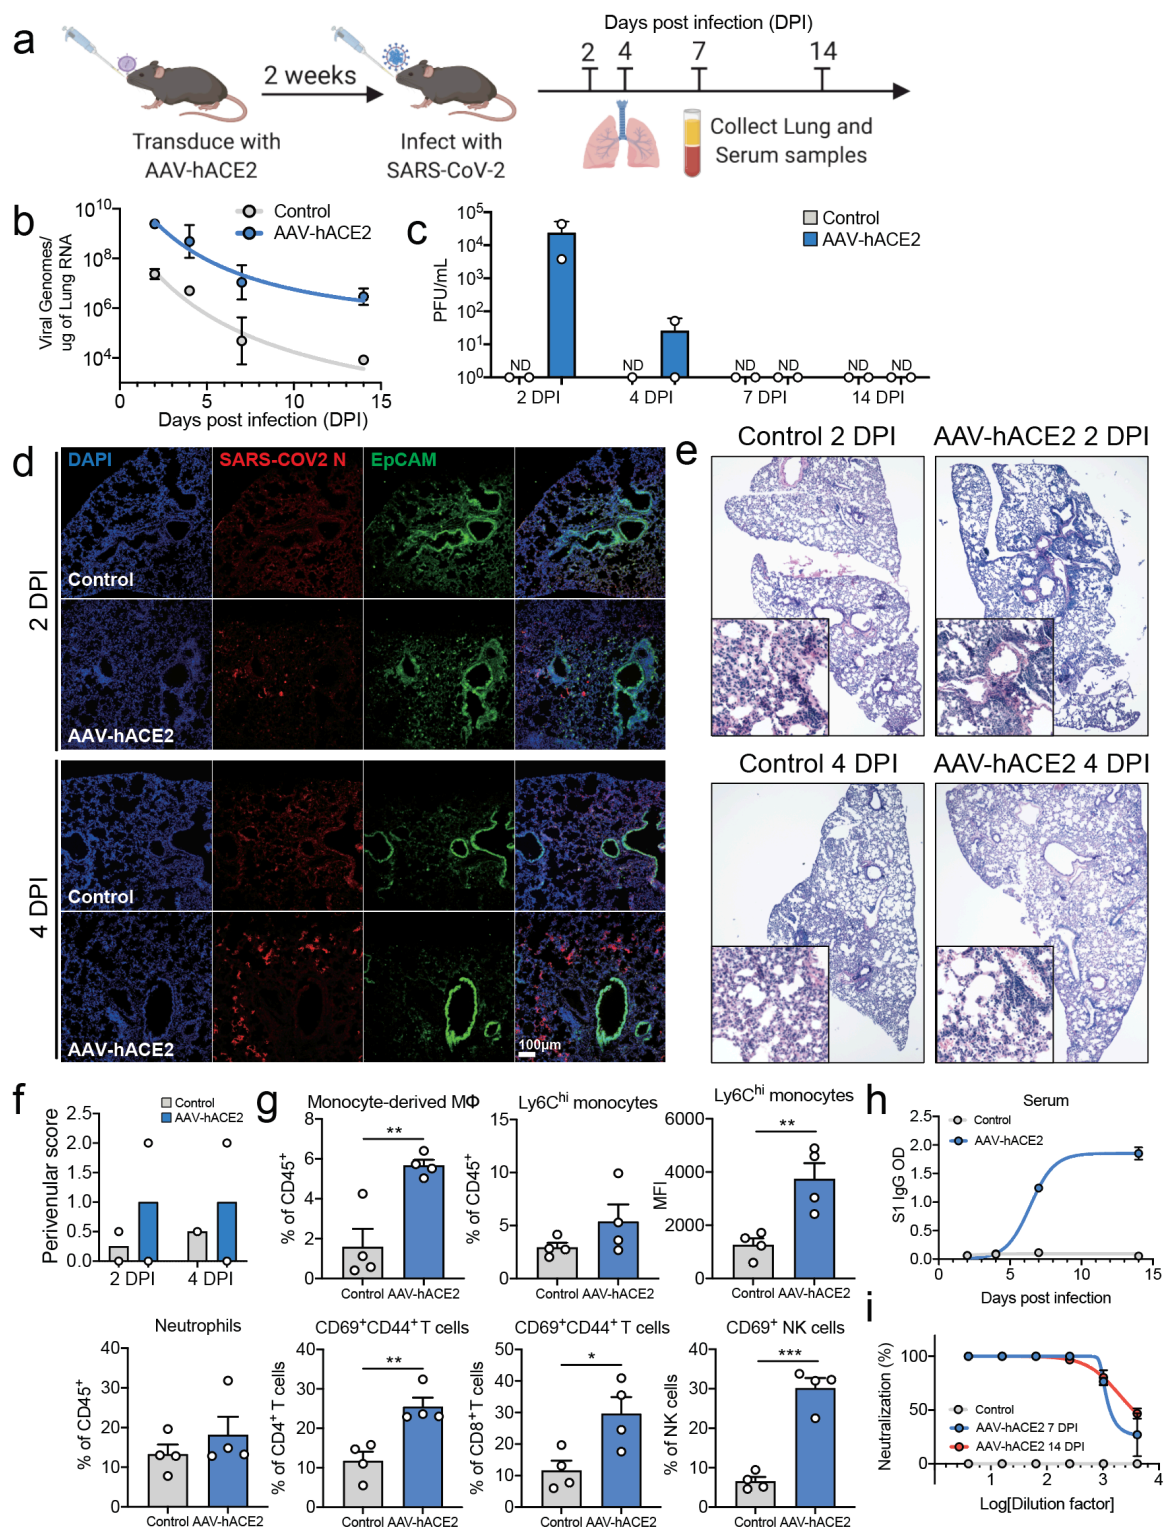 a
Days post infection (DPI)
2 4 7 14
2 weeks
Transduce with
AAV-hACE2
Infect with
SARS-CoV-2
Collect Lung and
Serum samples
b
Viral Genomes/
ug of Lung RNA
10^10
10^8
10^6
10^4
Control
AAV-hACE2
0 5 10 15
Days post infection (DPI)
c
PFU/mL
10^5
10^4
10^3
10^2
10^1
10^0
Control
AAV-hACE2
ND ND ND ND ND ND
2 DPI 4 DPI 7 DPI 14 DPI
d
DAPI SARS-COV2 N EpCAM
2 DPI
Control
AAV-hACE2
4 DPI
Control
AAV-hACE2
100μm
e
Control 2 DPI AAV-hACE2 2 DPI
Control 4 DPI AAV-hACE2 4 DPI
f
Control
AAV-hACE2
Perivenular score
2.5
2.0
1.5
1.0
0.5
0.0
2 DPI 4 DPI
g
Monocyte-derived MΦ
% of CD45+
8
6
4
2
0
**
Control AAV-hACE2
Ly6Chi monocytes
% of CD45+
15
10
5
0
Control AAV-hACE2
Ly6Chi monocytes
MFI
6000
4000
2000
0
**
Control AAV-hACE2
h
Serum
Control
AAV-hACE2
S1 IgG OD
2.5
2.0
1.5
1.0
0.5
0.0
0 5 10 15
Days post infection
Neutrophils
% of CD45+
40
30
20
10
0
Control AAV-hACE2
CD69+CD44+ T cells
% of CD4+ T cells
40
30
20
10
0
**
Control AAV-hACE2
CD69+CD44+ T cells
% of CD8+T cells
50
40
30
20
10
0
*
Control AAV-hACE2
CD69+ NK cells
% of NK cells
40
30
20
10
0
***
Control AAV-hACE2
i
Neutralization (%)
100
50
0
Control
AAV-hACE2 7 DPI
AAV-hACE2 14 DPI
1 2 3 4
Log[Dilution factor]